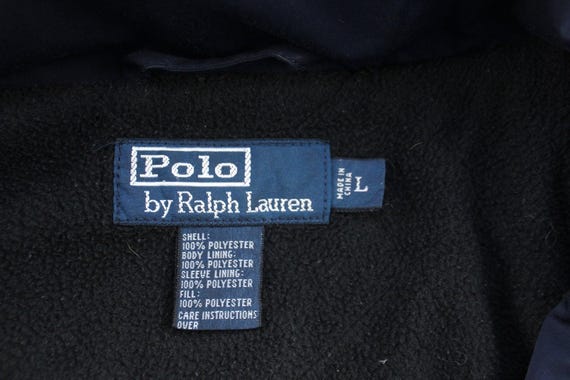 Polo
by Ralph Lauren
MADE IN
CHINA
L
SHELL:
100% POLYESTER
BODY LINING:
100% POLYESTER
SLEEVE LINING:
100% POLYESTER
FILL:
100% POLYESTER
CARE INSTRUCTIONS
OVER